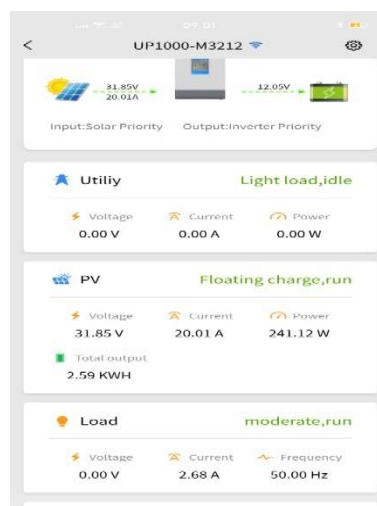 09:01
UP1000-M3212
31.85V
20.01A
12.05V
Input:Solar Priority Output:Inverter Priority
Utiliy Light load,idle
Voltage Current Power
0.00 V 0.00 A 0.00 W
PV Floating charge,run
Voltage Current Power
31.85 V 20.01 A 241.12 W
Total output
2.59 KWH
Load moderate,run
Voltage Current Frequency
0.00 V 2.68 A 50.00 Hz